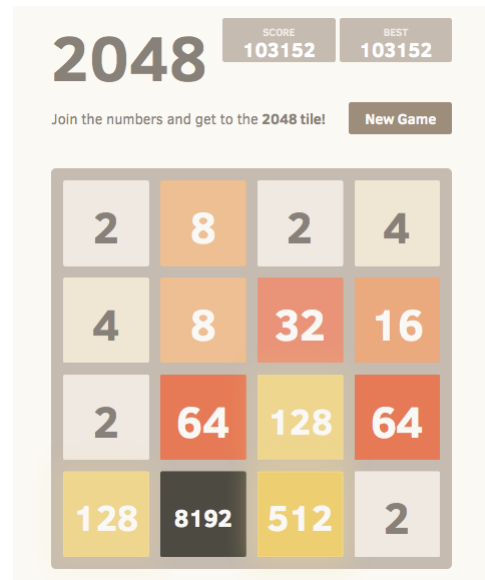 2048
SCORE
103152
BEST
103152
Join the numbers and get to the 2048 tile!
New Game
2 8 2 4
4 8 32 16
2 64 128 64
128 8192 512 2